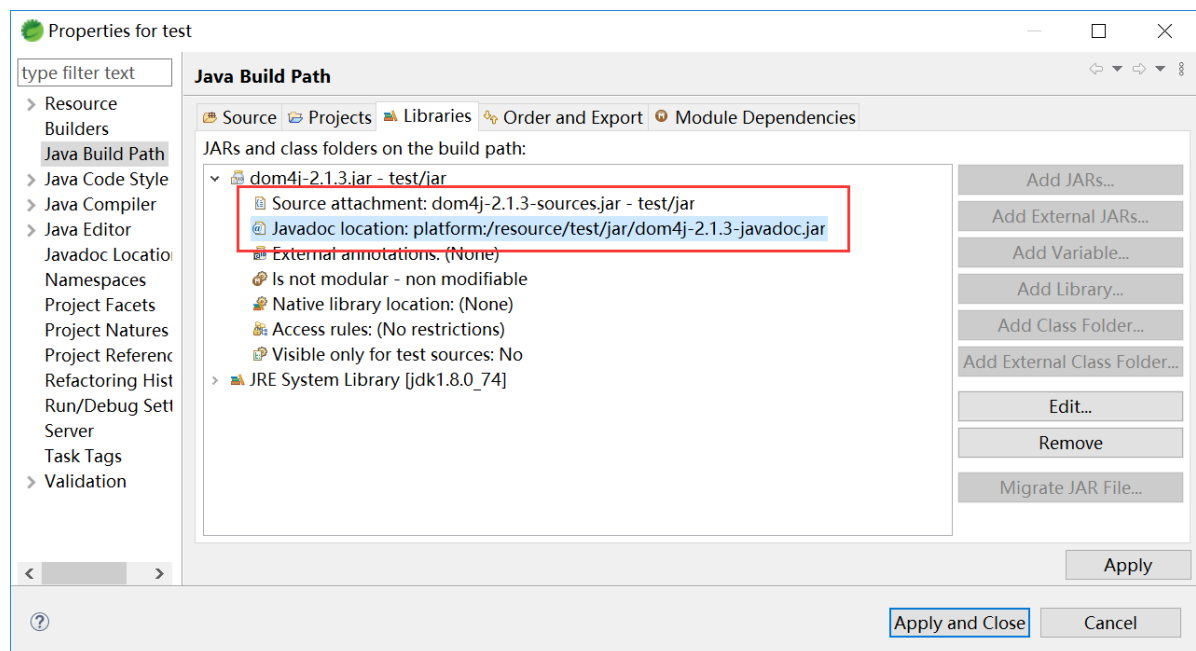 Properties for test
type filter text
Resource
Builders
Java Build Path
Java Code Style
Java Compiler
Java Editor
Javadoc Locatio
Namespaces
Project Facets
Project Natures
Project Referenc
Refactoring Hist
Run/Debug Sett
Server
Task Tags
Validation
Java Build Path
Source Projects Libraries Order and Export Module Dependencies
JARs and class folders on the build path:
dom4j-2.1.3.jar - test/jar
Source attachment: dom4j-2.1.3-sources.jar - test/jar
Javadoc location: platform:/resource/test/jar/dom4j-2.1.3-javadoc.jar
External annotations: (None)
Is not modular - non modifiable
Native library location: (None)
Access rules: (No restrictions)
Visible only for test sources: No
JRE System Library [jdk1.8.0_74]
Add JARs...
Add External JARs...
Add Variable...
Add Library...
Add Class Folder...
Add External Class Folder...
Edit...
Remove
Migrate JAR File...
Apply
Apply and Close Cancel